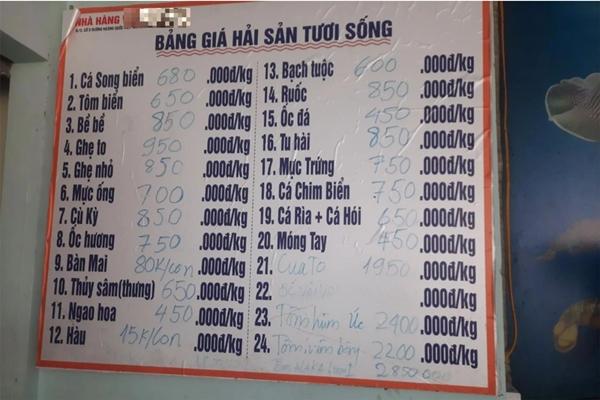 NHÀ HÀNG
BẢNG GIÁ HẢI SẢN TƯƠI SỐNG
1. Cá Song biển 680 .000đ/kg
2. Tôm biển 650 .000đ/kg
3. Bề bề 850 .000đ/kg
4. Ghẹ to 950 .000đ/kg
5. Ghẹ nhỏ 850 .000đ/kg
6. Mực ống 700 .000đ/kg
7. Cù Kỳ 850 .000đ/kg
8. Ốc hương 750 .000đ/kg
9. Bàn Mai 80K/con .000đ/kg
10. Thủy sâm(thưng) 650 .000đ/kg
11. Ngao hoa 450 .000đ/kg
12. Hàu 15K/con .000đ/kg
13. Bạch tuộc 600 .000đ/kg
14. Ruốc 850 .000đ/kg
15. Ốc đá 450 .000đ/kg
16. Tu hài 850 .000đ/kg
17. Mực Trứng 750 .000đ/kg
18. Cá Chim Biển 750 .000đ/kg
19. Cá Rìa + Cá Hói 650 .000đ/kg
20. Móng Tay 450 .000đ/kg
21. Cua To 1950 .000đ/kg
22. .000đ/kg
23. Tôm hùm Úc 2400 .000đ/kg
24. Tôm hùm bông 2200 .000đ/kg